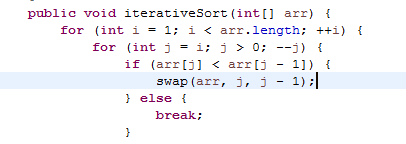 public void iterativeSort(int[] arr) {
for (int i = 1; i < arr.length; ++i) {
for (int j = i; j > 0; --j) {
if (arr[j] < arr[j - 1]) {
swap(arr, j, j - 1);
} else {
break;
}